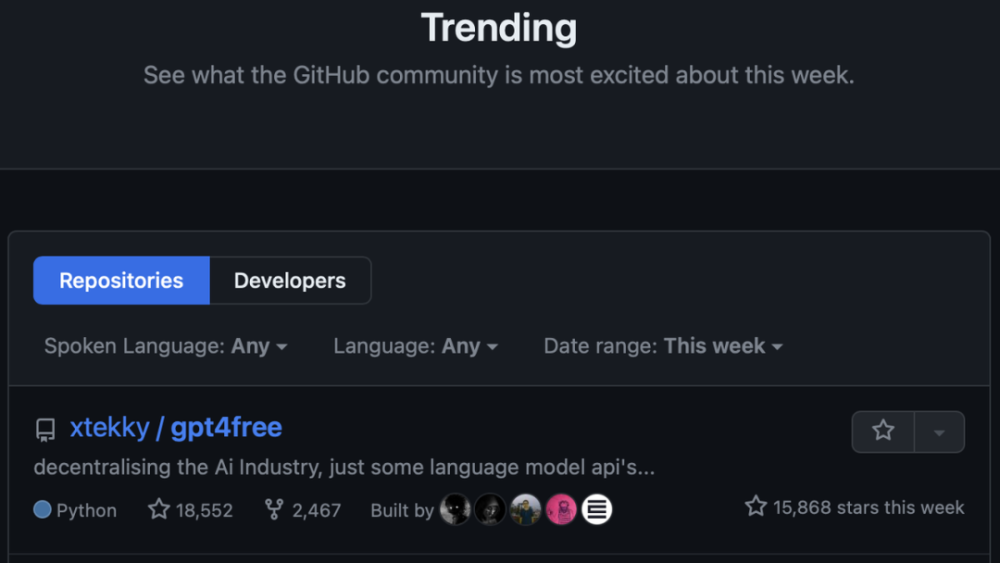 Trending
See what the GitHub community is most excited about this week.
Repositories Developers
Spoken Language: Any Language: Any Date range: This week
xtekky / gpt4free
decentralising the Ai Industry, just some language model api's...
Python 18,552 2,467 Built by 15,868 stars this week